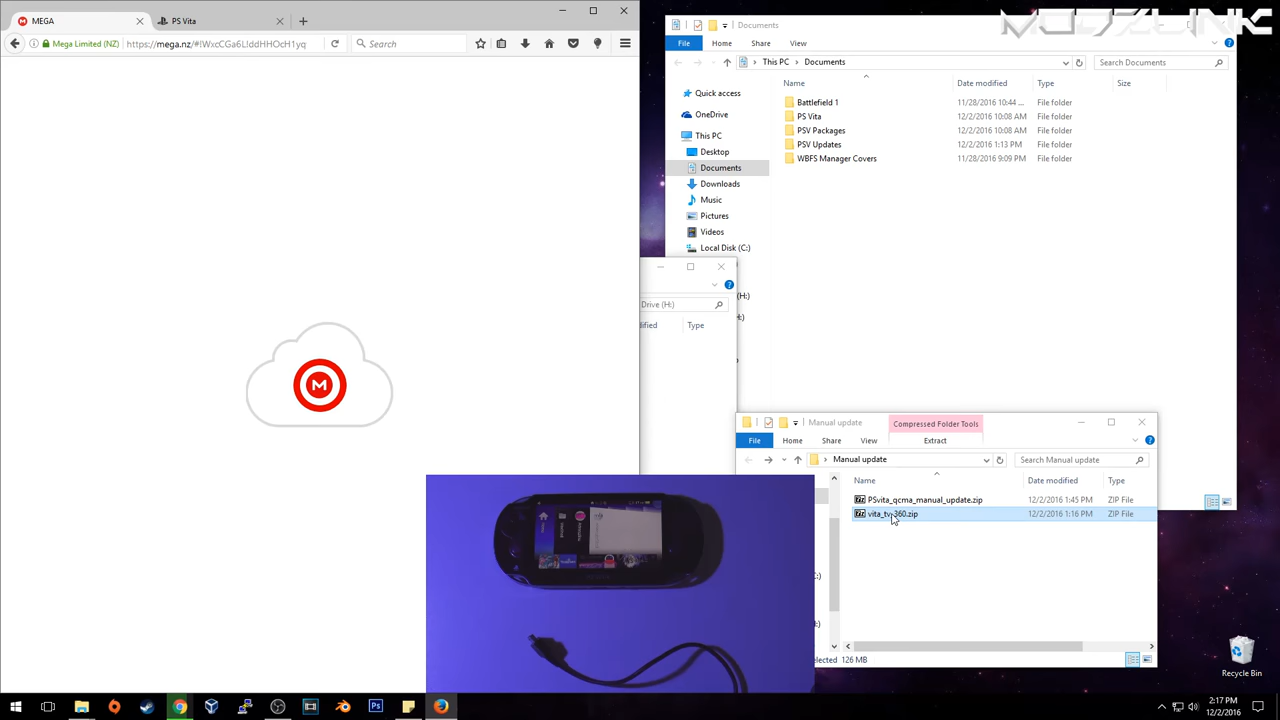 MEGA
PS Vita
Mega Limited (NZ)
https://mega.nz/#!WxcCGa6L!ddHHOcH1yq
Search
Documents
MODZLINK
File
Home
Share
View
This PC
Documents
Search Documents
Name
Date modified
Type
Size
Quick access
OneDrive
This PC
Desktop
Documents
Downloads
Music
Pictures
Videos
Local Disk (C:)
Battlefield 1
11/28/2016 10:44 ...
File folder
PS Vita
12/2/2016 10:08 AM
File folder
PSV Packages
12/2/2016 10:08 AM
File folder
PSV Updates
12/2/2016 1:13 PM
File folder
WBFS Manager Covers
11/28/2016 9:09 PM
File folder
Drive (H:)
Type
(H:)
Manual update
Compressed Folder Tools
File
Home
Share
View
Extract
Manual update
Search Manual update
Name
Date modified
Type
PSvita_qcma_manual_update.zip
12/2/2016 1:45 PM
ZIP File
vita_tv-360.zip
12/2/2016 1:16 PM
ZIP File
126 MB
Recycle Bin
2:17 PM
12/2/2016